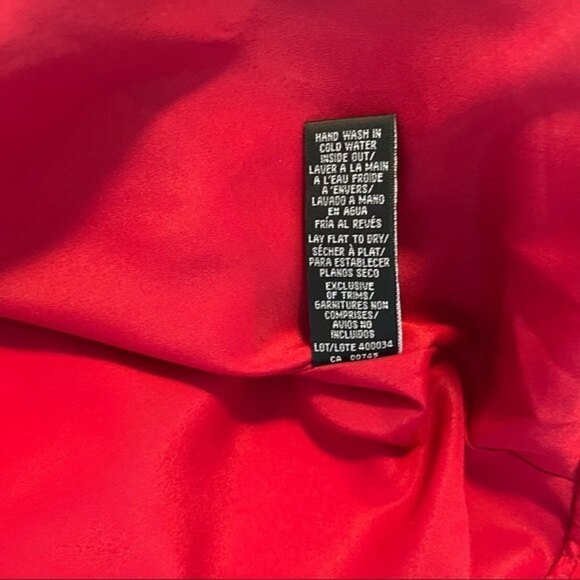 HAND WASH IN
COLD WATER
INSIDE OUT/
LAVER A LA MAIN
A L'EAU FROIDE
A 'ENVERS/
LAVADO A MANO
EN AGUA
FRÍA AL REVÉS
LAY FLAT TO DRY/
SÉCHER À PLAT/
PARA ESTABLECER
PLANOS SECO
EXCLUSIVE
OF TRIMS/
GARNITURES NON
COMPRISES/
AVIOS NO
INCLUIDOS
LOT/LOTE 400034
CA 00745